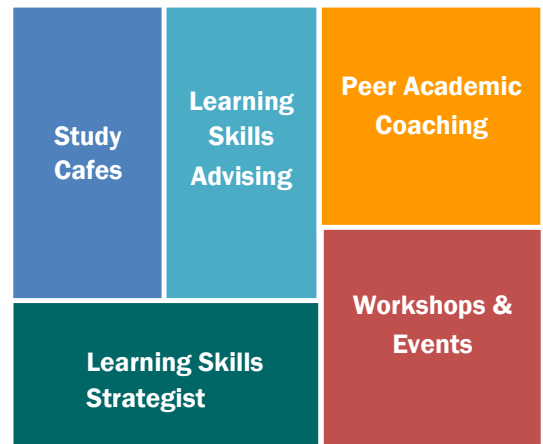 Study
Cafes
Learning
Skills
Advising
Peer Academic
Coaching
Learning Skills
Strategist
Workshops &
Events